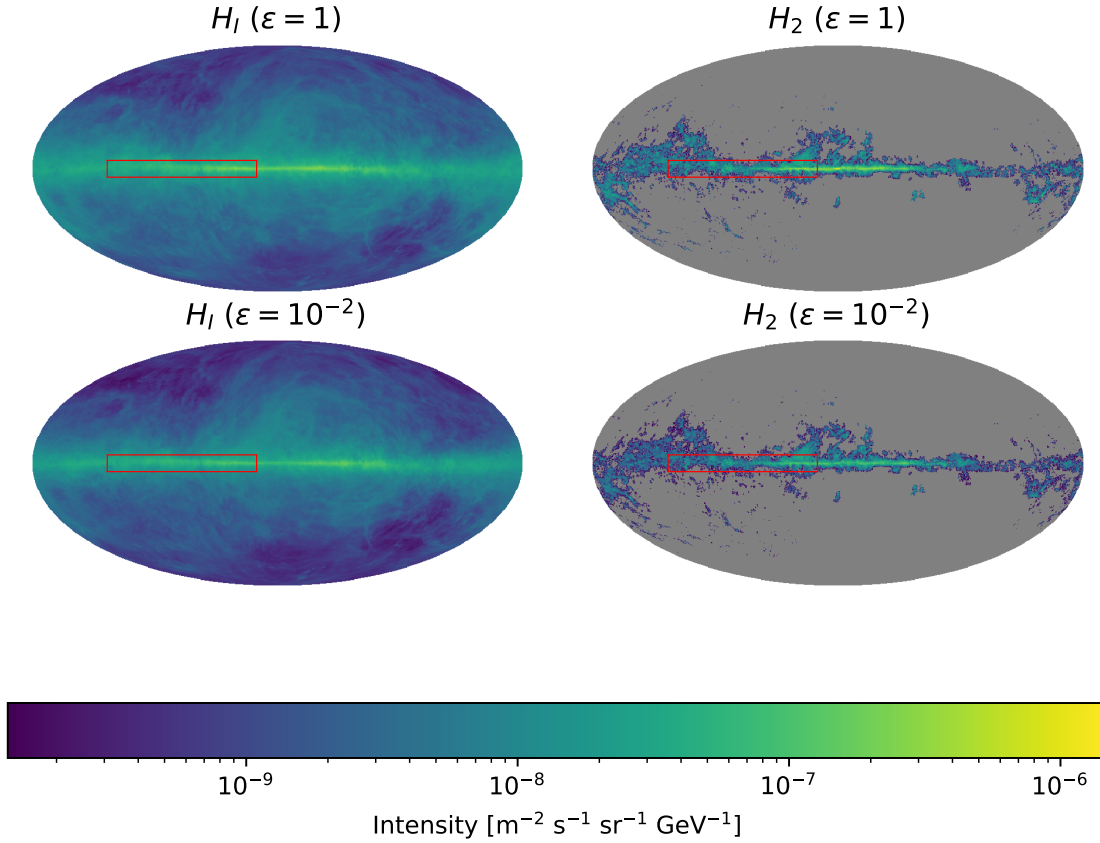 H_I (ε = 1)
H_2 (ε = 1)
H_I (ε = 10⁻²)
H_2 (ε = 10⁻²)
10⁻⁹
10⁻⁸
10⁻⁷
10⁻⁶
Intensity [m⁻² s⁻¹ sr⁻¹ GeV⁻¹]